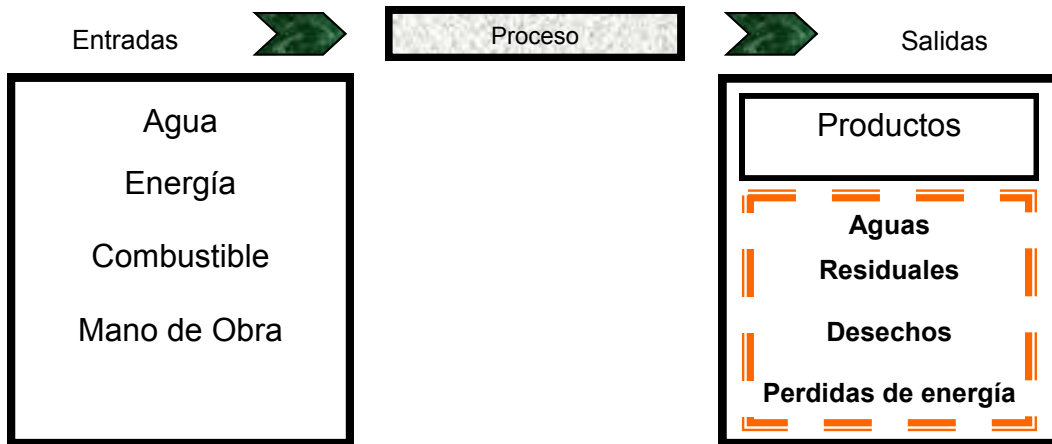 Entradas
Proceso
Salidas
Agua
Energía
Combustible
Mano de Obra
Productos
Aguas
Residuales
Desechos
Perdidas de energía